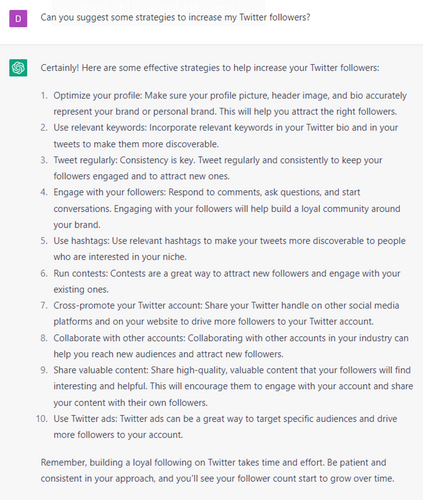 D Can you suggest some strategies to increase my Twitter followers?
Certainly! Here are some effective strategies to help increase your Twitter followers:
1. Optimize your profile: Make sure your profile picture, header image, and bio accurately
represent your brand or personal brand. This will help you attract the right followers.
2. Use relevant keywords: Incorporate relevant keywords in your Twitter bio and in your
tweets to make them more discoverable.
3. Tweet regularly: Consistency is key. Tweet regularly and consistently to keep your
followers engaged and to attract new ones.
4. Engage with your followers: Respond to comments, ask questions, and start
conversations. Engaging with your followers will help build a loyal community around
your brand.
5. Use hashtags: Use relevant hashtags to make your tweets more discoverable to people
who are interested in your niche.
6. Run contests: Contests are a great way to attract new followers and engage with your
existing ones.
7. Cross-promote your Twitter account: Share your Twitter handle on other social media
platforms and on your website to drive more followers to your Twitter account.
8. Collaborate with other accounts: Collaborating with other accounts in your industry can
help you reach new audiences and attract new followers.
9. Share valuable content: Share high-quality, valuable content that your followers will find
interesting and helpful. This will encourage them to engage with your account and share
your content with their own followers.
10. Use Twitter ads: Twitter ads can be a great way to target specific audiences and drive
more followers to your account.
Remember, building a loyal following on Twitter takes time and effort. Be patient and
consistent in your approach, and you'll see your follower count start to grow over time.